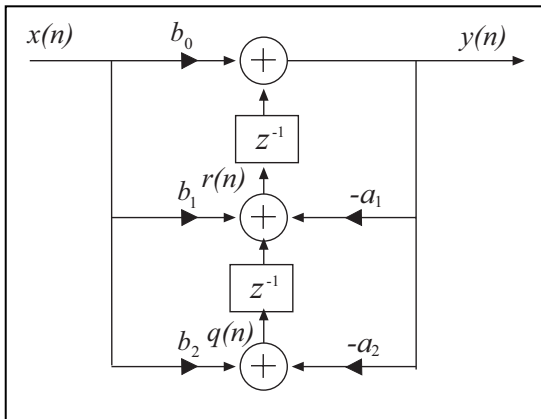 x(n) b₀ y(n)
+
z⁻¹
r(n)
b₁ + -a₁
z⁻¹
b₂ q(n) -a₂
+